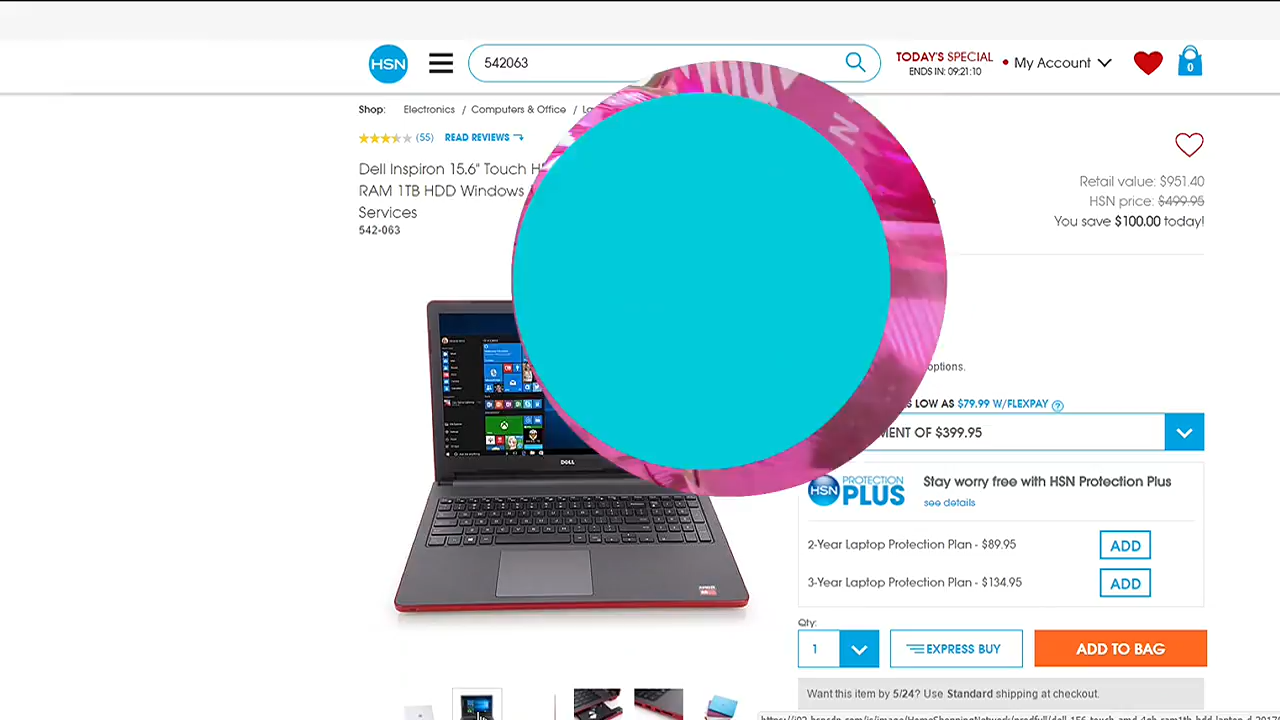 HSN
542063
TODAY'S SPECIAL
ENDS IN: 09:21:10
My Account
0
Shop: Electronics / Computers & Office /
(55) READ REVIEWS
Dell Inspiron 15.6" Touch
RAM 1TB HDD Windows
Services
542-063
Retail value: $951.40
HSN price: $499.95
You save $100.00 today!
options.
LOW AS $79.99 W/FLEXPAY ?
OF $399.95
HSN PROTECTION PLUS
Stay worry free with HSN Protection Plus
see details
2-Year Laptop Protection Plan - $89.95 ADD
3-Year Laptop Protection Plan - $134.95 ADD
DELL
Qty:
1
EXPRESS BUY
ADD TO BAG
Want this item by 5/24? Use Standard shipping at checkout.